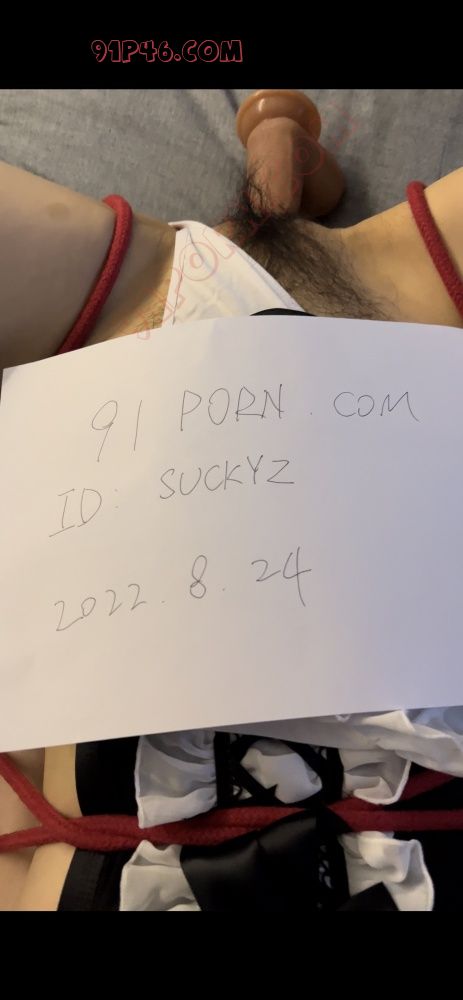 91P46.COM
91 PORN . COM
ID: SUCKYZ
2022. 8. 24